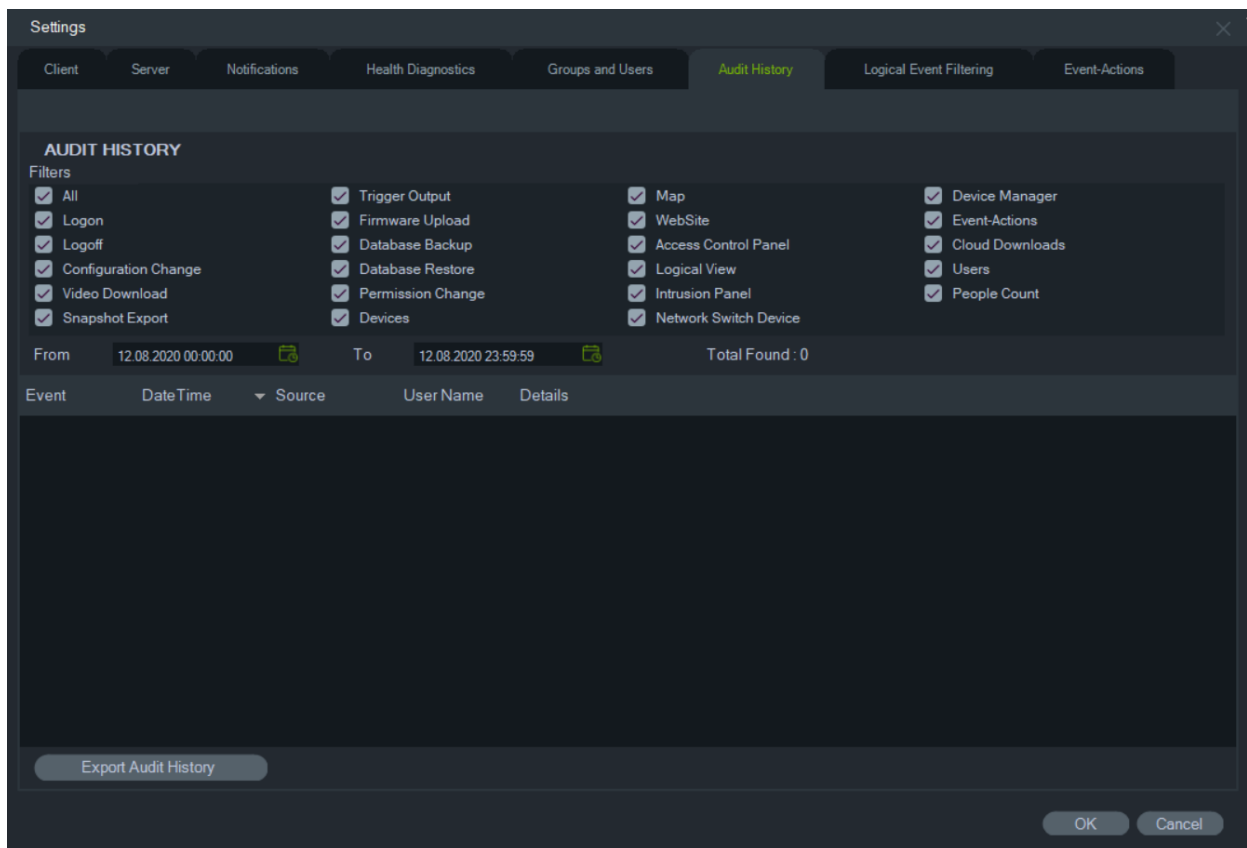 Settings
Client Server Notifications Health Diagnostics Groups and Users Audit History Logical Event Filtering Event-Actions
AUDIT HISTORY
Filters
All Trigger Output Map Device Manager
Logon Firmware Upload WebSite Event-Actions
Logoff Database Backup Access Control Panel Cloud Downloads
Configuration Change Database Restore Logical View Users
Video Download Permission Change Intrusion Panel People Count
Snapshot Export Devices Network Switch Device
From 12.08.2020 00:00:00 To 12.08.2020 23:59:59 Total Found : 0
Event DateTime Source User Name Details
Export Audit History
OK Cancel